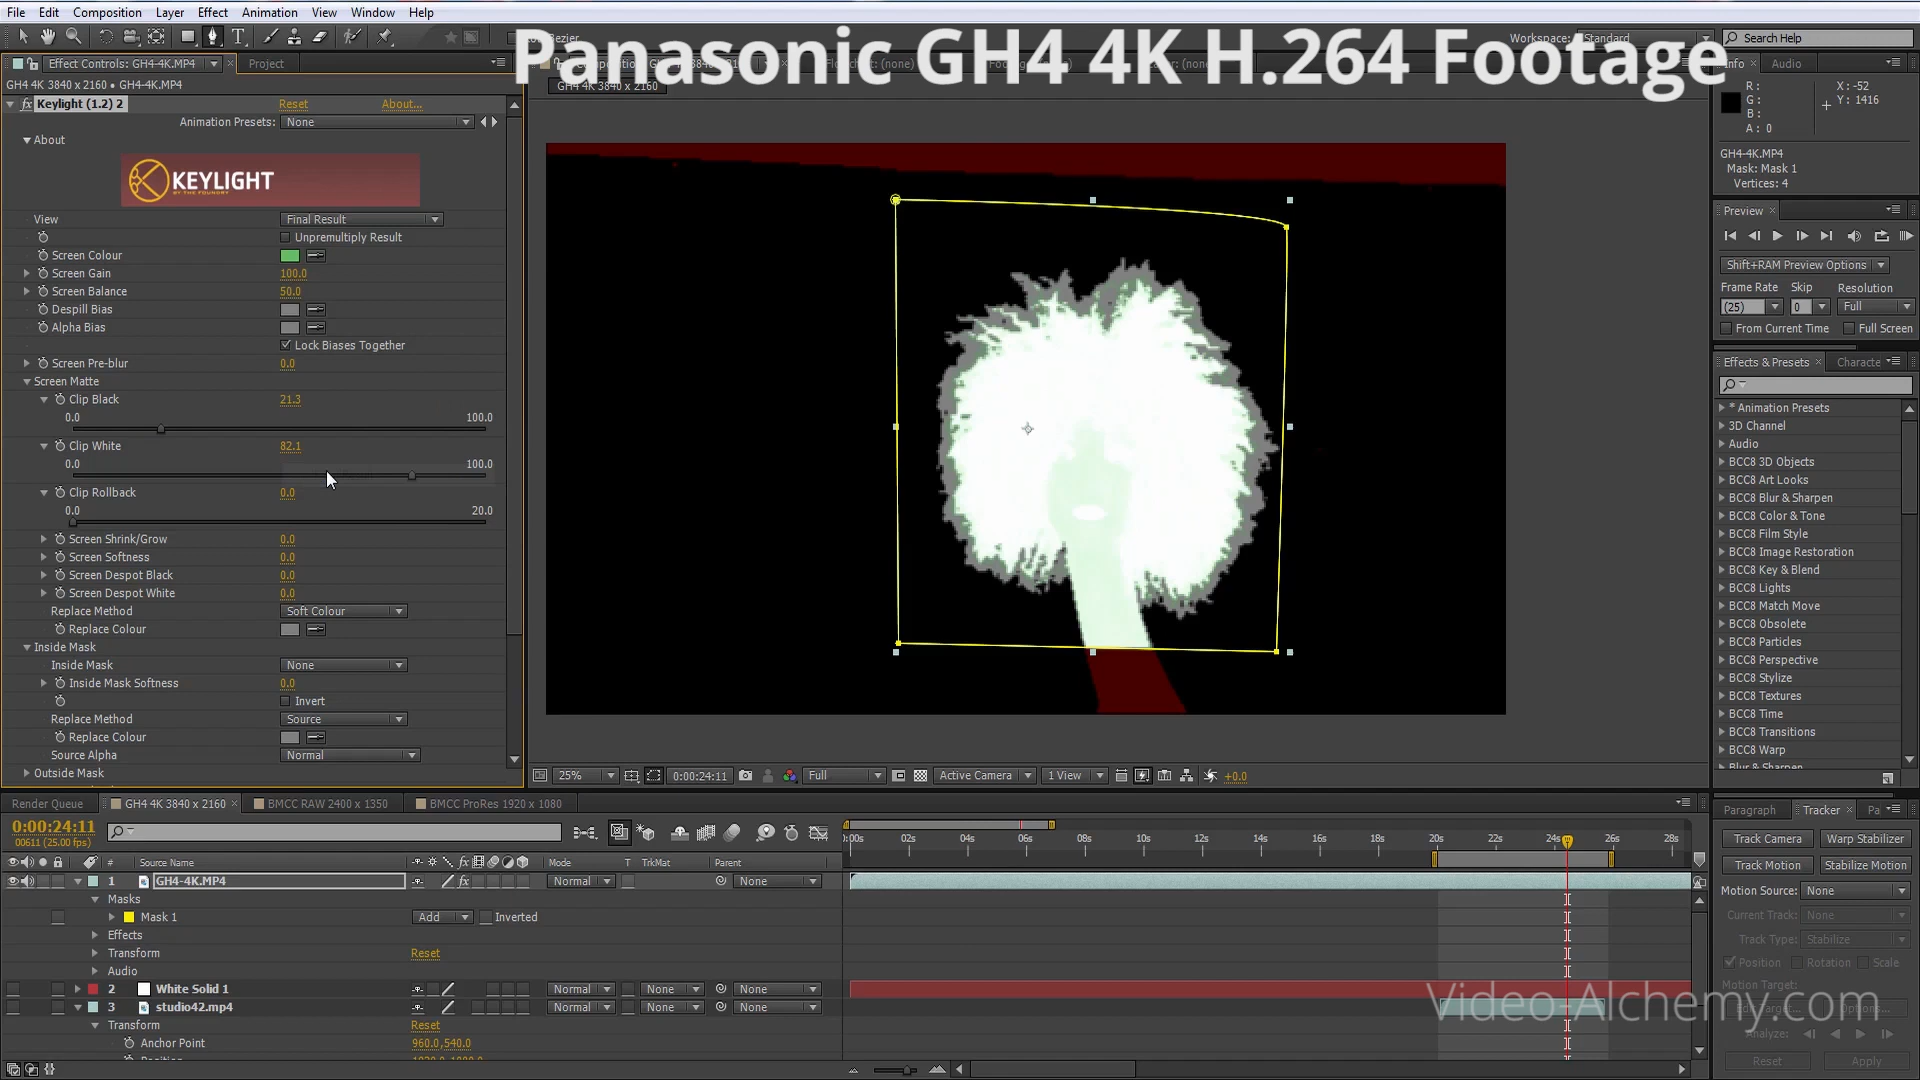 File Edit Composition Layer Effect Animation View Window Help
Workspace: Standard
Search Help
Panasonic GH4 4K H.264 Footage
Effect Controls: GH4-4K.MP4
Project
GH4 4K 3840 x 2160 • GH4-4K.MP4
Keylight (1.2) 2 Reset About...
Animation Presets: None
About
KEYLIGHT
BY THE FOUNDRY
View Final Result
Unpremultiply Result
Screen Colour
Screen Gain 100.0
Screen Balance 50.0
Despill Bias
Alpha Bias
Lock Biases Together
Screen Pre-blur 0.0
Screen Matte
Clip Black 21.3
0.0 100.0
Clip White 82.1
0.0 100.0
Clip Rollback 0.0
0.0 20.0
Screen Shrink/Grow 0.0
Screen Softness 0.0
Screen Despot Black 0.0
Screen Despot White 0.0
Replace Method Soft Colour
Replace Colour
Inside Mask
Inside Mask None
Inside Mask Softness 0.0
Invert
Replace Method Source
Replace Colour
Source Alpha Normal
Outside Mask
GH4 4K 3840 x 2160
25% 0:00:24:11 Full Active Camera 1 View +0.0
Info Audio
R: X: -52
G: Y: 1416
B:
A: 0
GH4-4K.MP4
Mask: Mask 1
Vertices: 4
Preview
Shift+RAM Preview Options
Frame Rate Skip Resolution
(25) 0 Full
From Current Time Full Screen
Effects & Presets Characte
* Animation Presets
3D Channel
Audio
BCC8 3D Objects
BCC8 Art Looks
BCC8 Blur & Sharpen
BCC8 Color & Tone
BCC8 Film Style
BCC8 Image Restoration
BCC8 Key & Blend
BCC8 Lights
BCC8 Match Move
BCC8 Obsolete
BCC8 Particles
BCC8 Perspective
BCC8 Stylize
BCC8 Textures
BCC8 Time
BCC8 Transitions
BCC8 Warp
Blur & Sharpen
Render Queue GH4 4K 3840 x 2160 BMCC RAW 2400 x 1350 BMCC ProRes 1920 x 1080
0:00:24:11
00611 (25.00 fps)
:00s 02s 04s 06s 08s 10s 12s 14s 16s 18s 20s 22s 24s 26s 28s
# Source Name Mode T TrkMat Parent
1 GH4-4K.MP4 Normal None
Masks
Mask 1 Add Inverted
Effects
Transform Reset
Audio
2 White Solid 1 Normal None None
3 studio42.mp4 Normal None None
Transform Reset
Anchor Point 960.0,540.0
Paragraph Tracker Pa
Track Camera Warp Stabilizer
Track Motion Stabilize Motion
Motion Source: None
Current Track: None
Track Type: Stabilize
Position Rotation Scale
Motion Target:
Analyze:
Reset Apply
Video-Alchemy.com